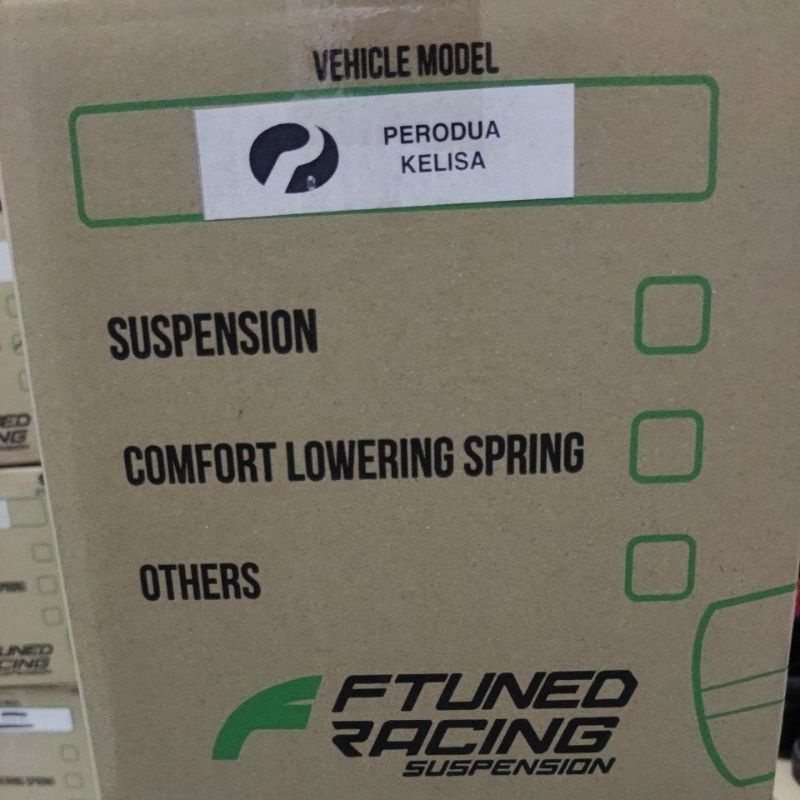 VEHICLE MODEL
PERODUA
KELISA
SUSPENSION
COMFORT LOWERING SPRING
OTHERS
FTUNED
RACING
SUSPENSION